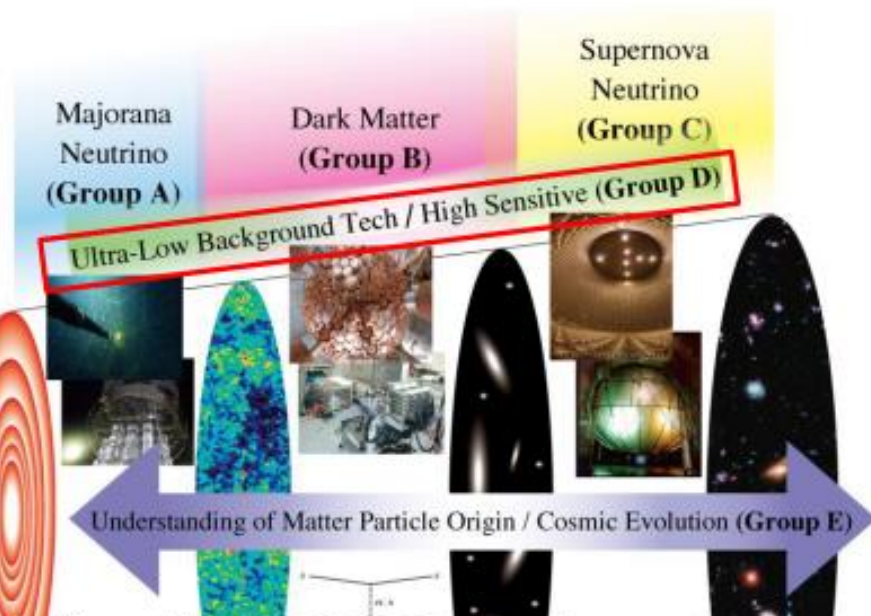 Majorana
Neutrino
(Group A)
Dark Matter
(Group B)
Supernova
Neutrino
(Group C)
Ultra-Low Background Tech / High Sensitive (Group D)
Understanding of Matter Particle Origin / Cosmic Evolution (Group E)